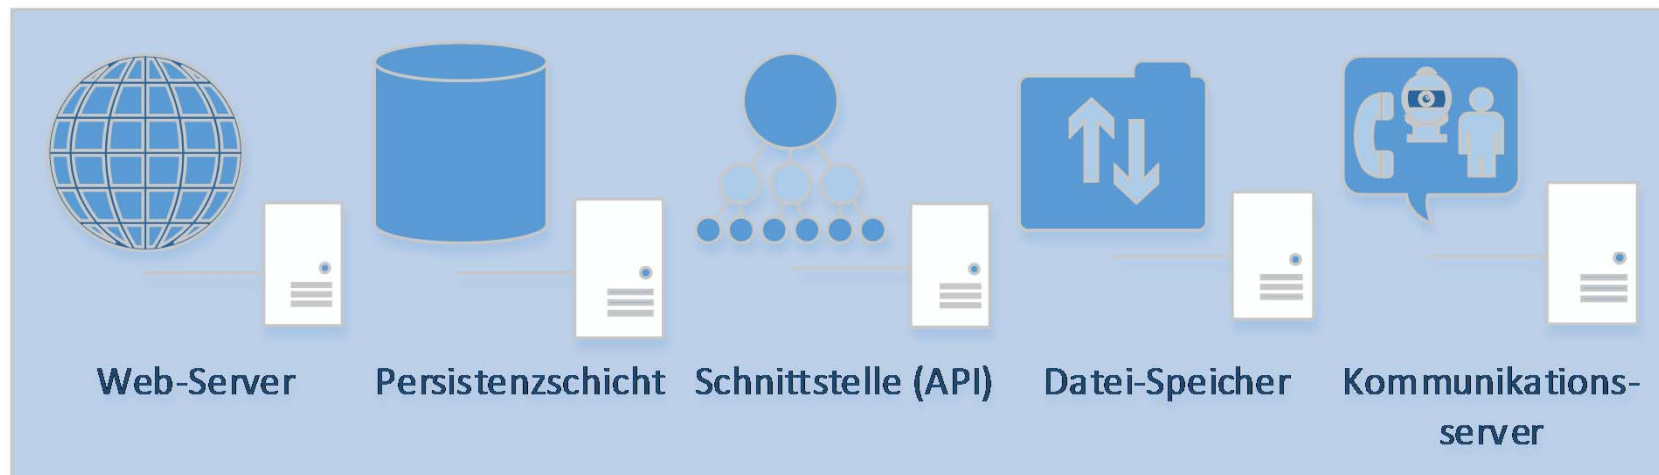 Web-Server
Persistenzschicht
Schnittstelle (API)
Datei-Speicher
Kommunikations-
server